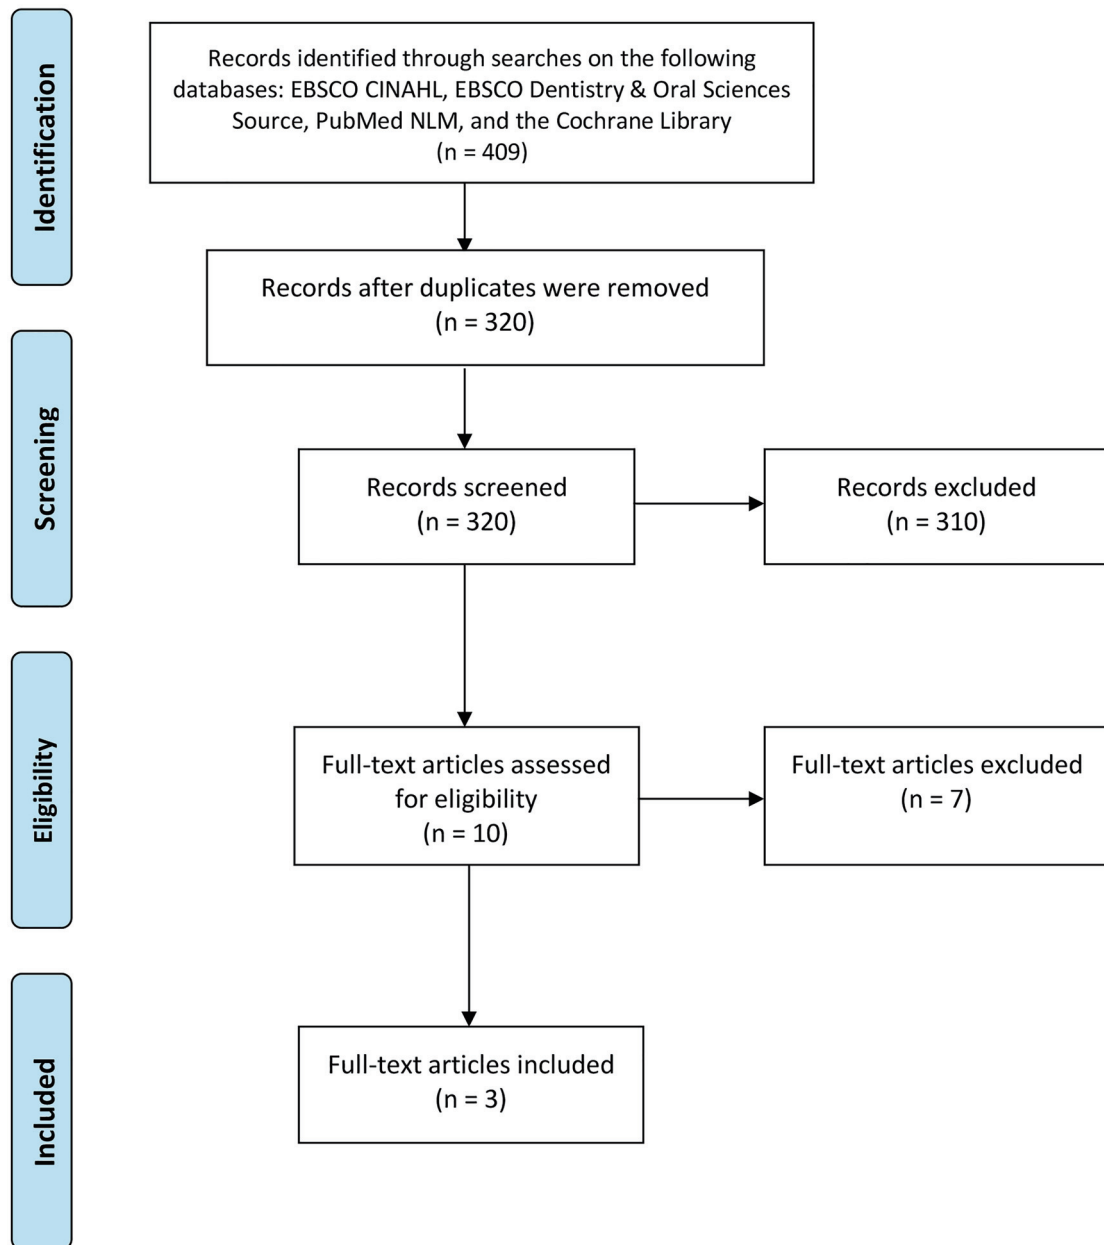 Identification
Records identified through searches on the following
databases: EBSCO CINAHL, EBSCO Dentistry & Oral Sciences
Source, PubMed NLM, and the Cochrane Library
(n = 409)
Records after duplicates were removed
(n = 320)
Screening
Records screened
(n = 320)
Records excluded
(n = 310)
Eligibility
Full-text articles assessed
for eligibility
(n = 10)
Full-text articles excluded
(n = 7)
Included
Full-text articles included
(n = 3)